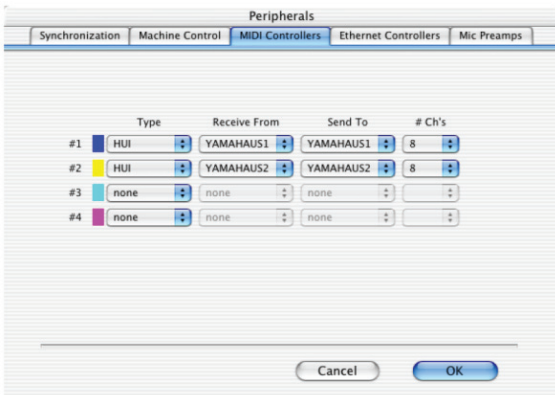 Peripherals
Synchronization Machine Control MIDI Controllers Ethernet Controllers Mic Preamps
Type Receive From Send To # Ch's
#1 HUI YAMAHAUS1 YAMAHAUS1 8
#2 HUI YAMAHAUS2 YAMAHAUS2 8
#3 none none none
#4 none none none
Cancel OK